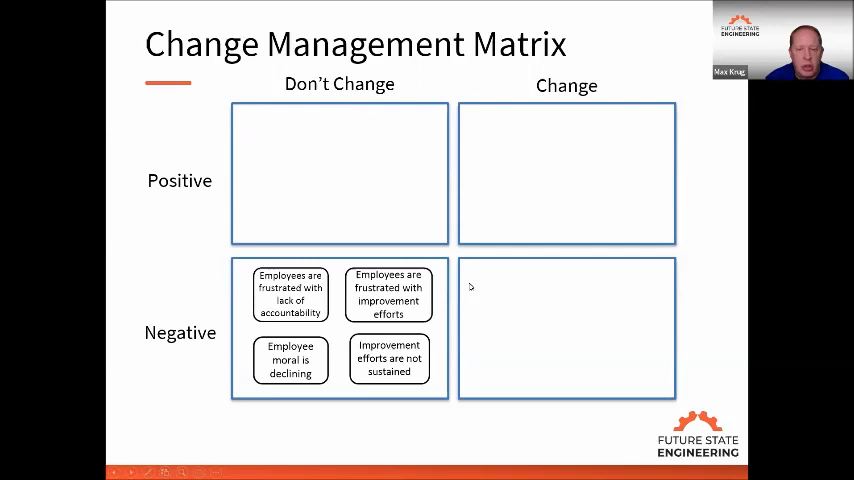 Change Management Matrix
Don't Change
Change
Positive
Negative
Employees are
frustrated with
lack of
accountability
Employees are
frustrated with
improvement
efforts
Employee
moral is
declining
Improvement
efforts are not
sustained
FUTURE STATE
ENGINEERING
Max Krug
FUTURE STATE
ENGINEERING